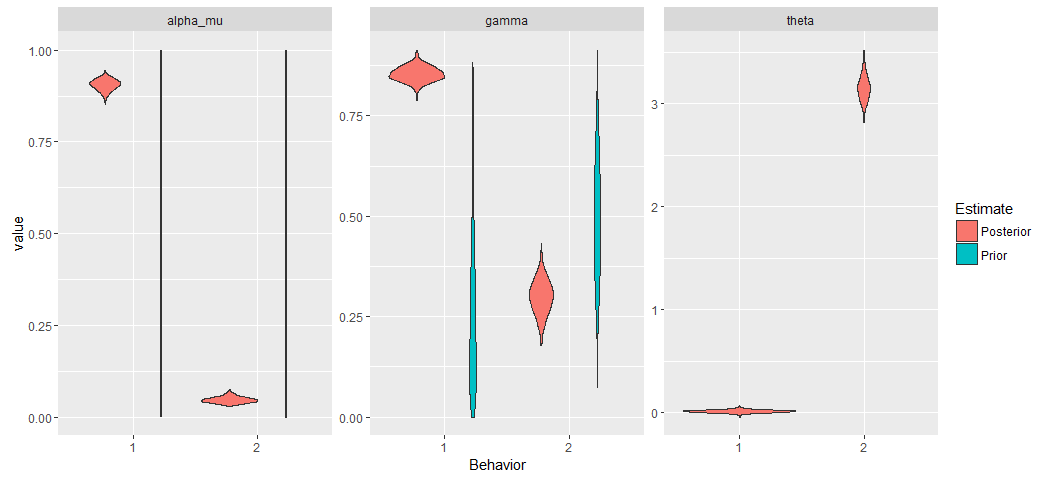 alpha_mu
gamma
theta
value
1.00
0.75
0.50
0.25
0.00
0.75
0.50
0.25
0.00
3
2
1
0
1
2
1
2
1
2
Behavior
Estimate
Posterior
Prior